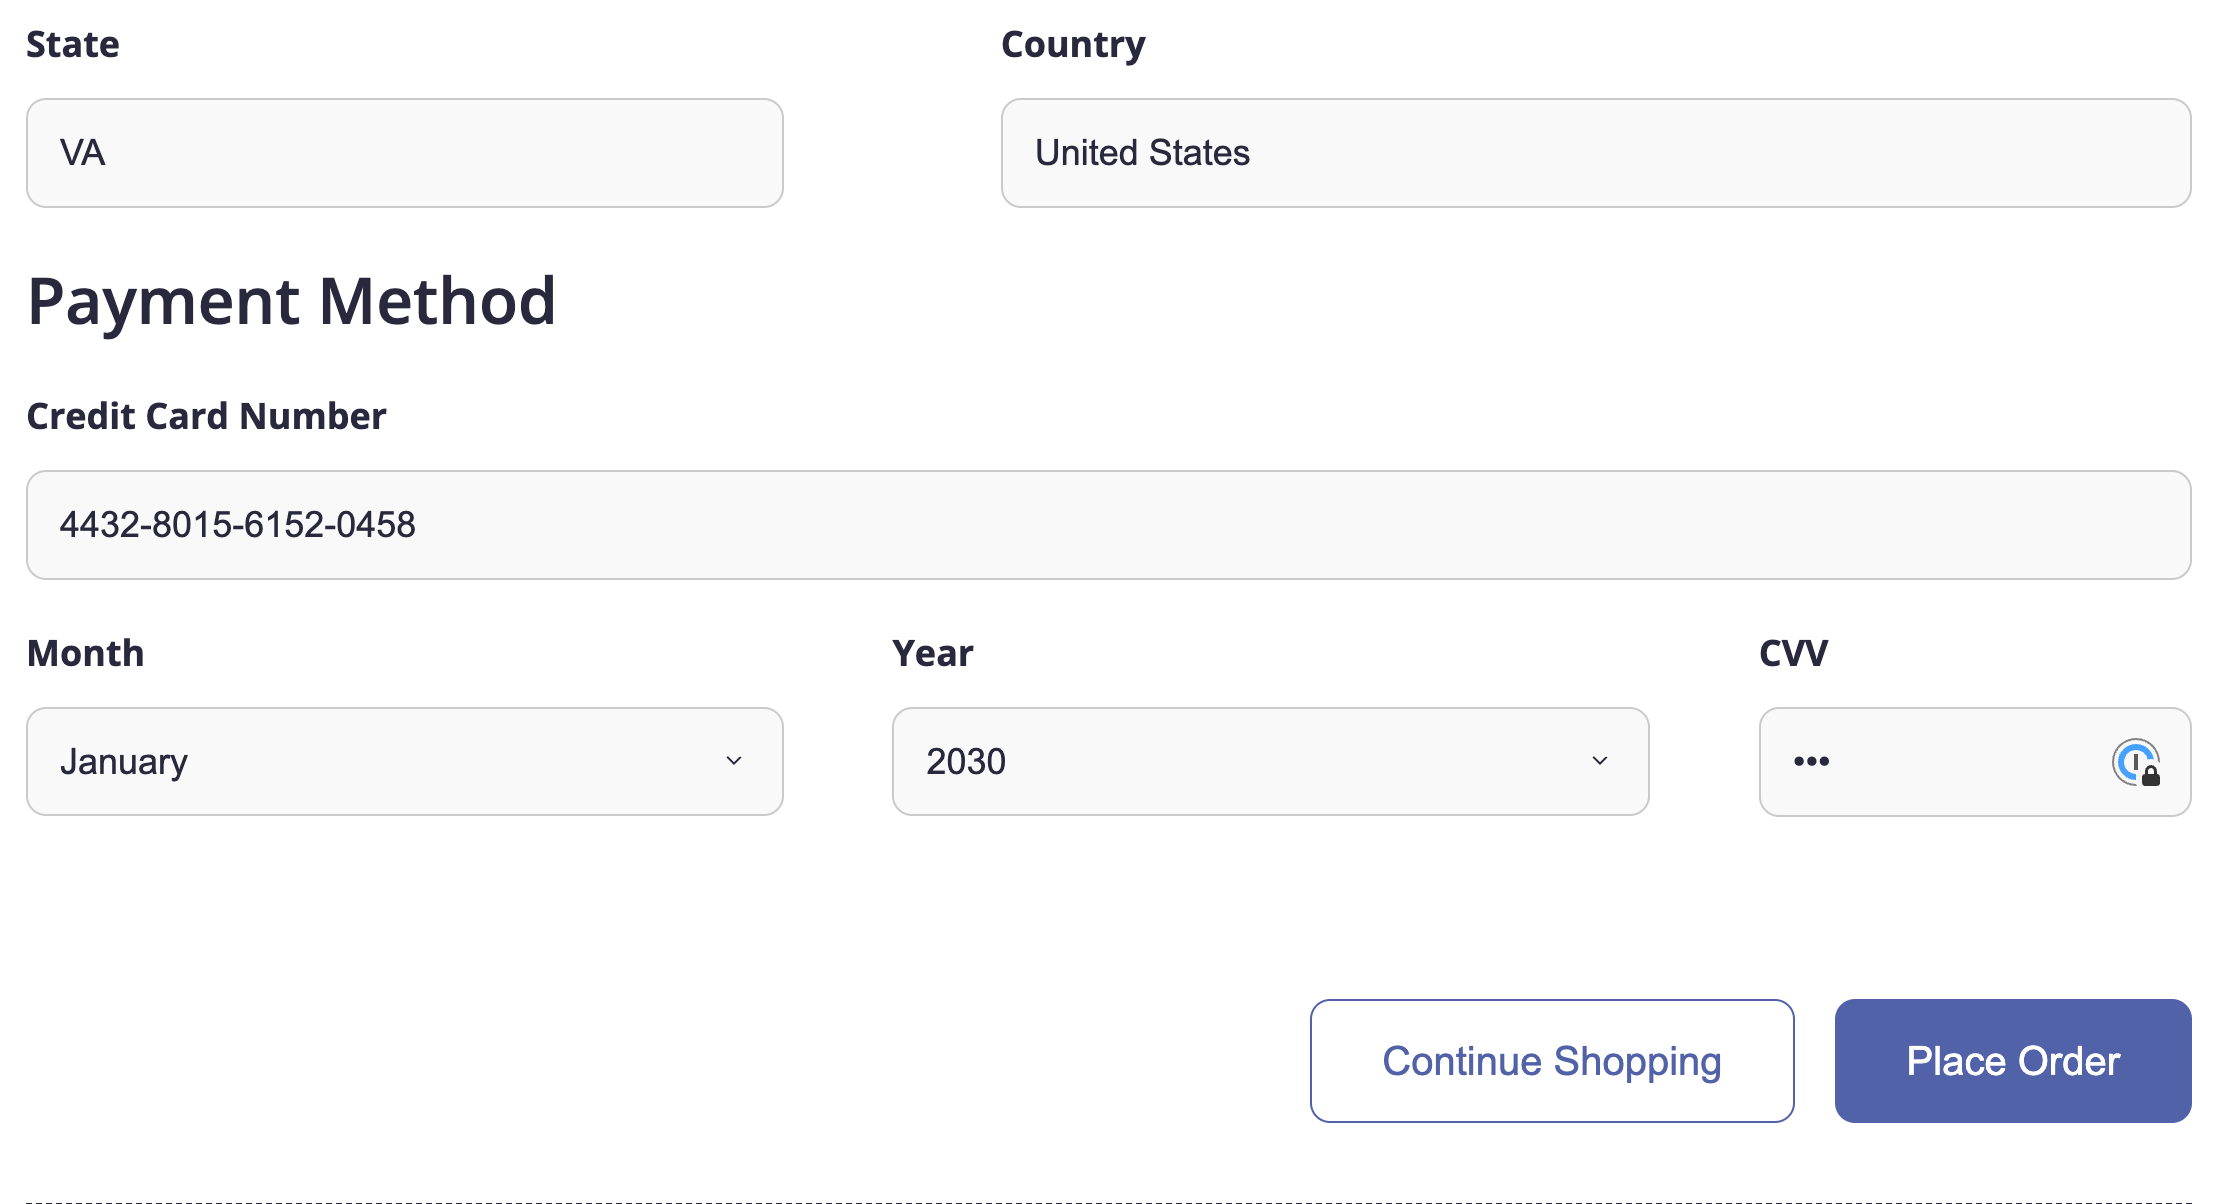 State Country
VA United States
Payment Method
Credit Card Number
4432-8015-6152-0458
Month Year CVV
January 2030 •••
Continue Shopping Place Order